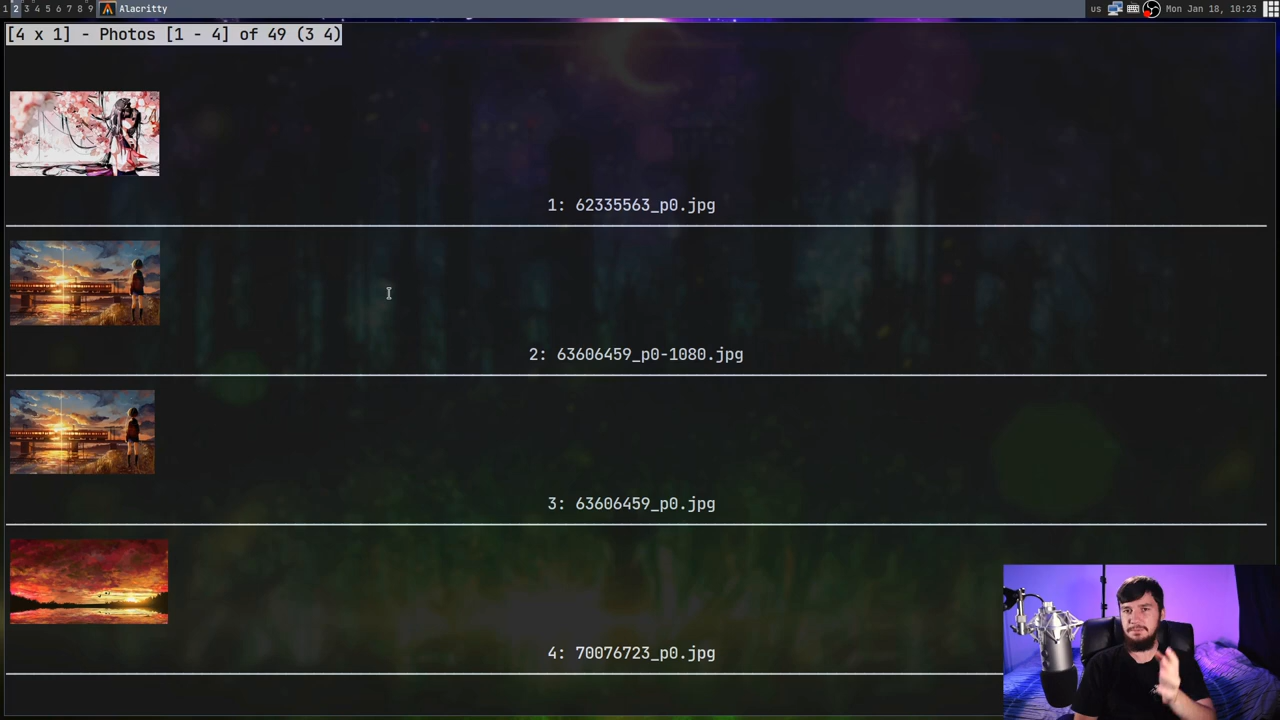 1 2 3 4 5 6 7 8 9 Alacritty us Mon Jan 18, 10:23
[4 x 1] - Photos [1 - 4] of 49 (3 4)
1: 62335563_p0.jpg
2: 63606459_p0-1080.jpg
3: 63606459_p0.jpg
4: 70076723_p0.jpg